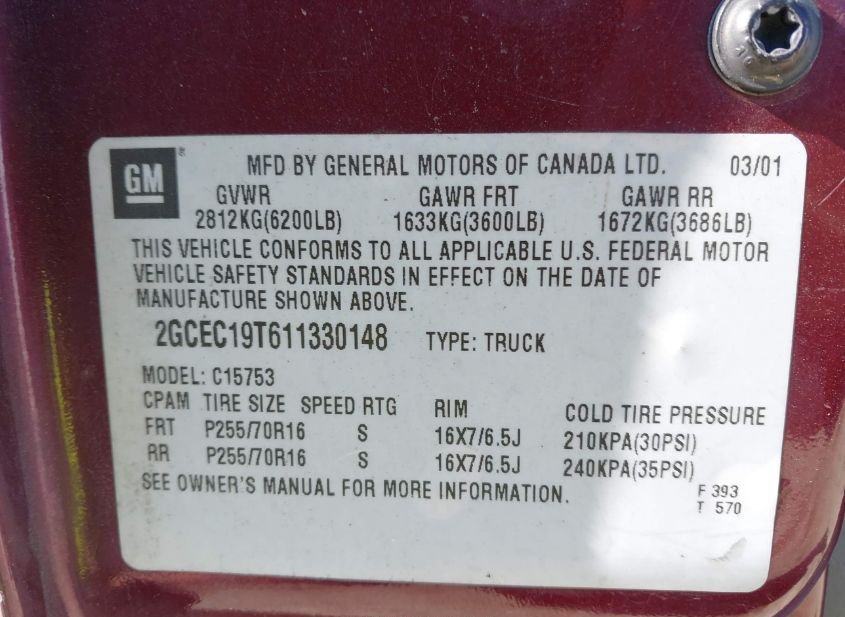 GM ® MFD BY GENERAL MOTORS OF CANADA LTD. 03/01
GVWR GAWR FRT GAWR RR
2812KG(6200LB) 1633KG(3600LB) 1672KG(3686LB)
THIS VEHICLE CONFORMS TO ALL APPLICABLE U.S. FEDERAL MOTOR
VEHICLE SAFETY STANDARDS IN EFFECT ON THE DATE OF
MANUFACTURE SHOWN ABOVE.
2GCEC19T611330148 TYPE: TRUCK
MODEL: C15753
CPAM TIRE SIZE SPEED RTG RIM COLD TIRE PRESSURE
FRT P255/70R16 S 16X7/6.5J 210KPA(30PSI)
RR P255/70R16 S 16X7/6.5J 240KPA(35PSI)
SEE OWNER'S MANUAL FOR MORE INFORMATION.
F 393
T 570